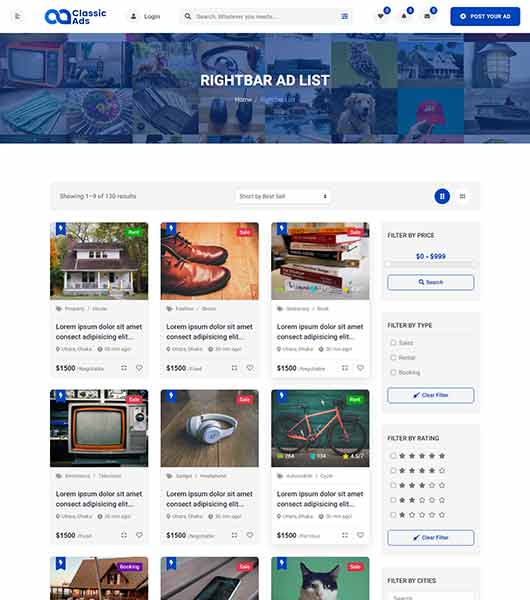 Classic
Ads
Login
Search, Whatever you needs...
0
0
0
POST YOUR AD
RIGHTBAR AD LIST
Home / Rightbar List
Showing 1–9 of 130 results
Short by Best Sell
FILTER BY PRICE
$0 - $999
Search
Rent
Sale
Sale
Property / House
Fashion / Shoes
Stationary / Book
Lorem ipsum dolor sit amet
consect adipisicing elit...
Lorem ipsum dolor sit amet
consect adipisicing elit...
Lorem ipsum dolor sit amet
consect adipisicing elit...
Uttara, Dhaka 30 min ago!
Uttara, Dhaka 30 min ago!
Uttara, Dhaka 30 min ago!
$1500 /Negotiable
$1500 /Fixed
$1500 /Negotiable
FILTER BY TYPE
Sales
Rental
Booking
Clear Filter
Sale
Sale
Rent
264 134 4.5/7
Electronics / Television
Gadget / Headphone
Automobile / Cycle
Lorem ipsum dolor sit amet
consect adipisicing elit...
Lorem ipsum dolor sit amet
consect adipisicing elit...
Lorem ipsum dolor sit amet
consect adipisicing elit...
Uttara, Dhaka 30 min ago!
Uttara, Dhaka 30 min ago!
Uttara, Dhaka 30 min ago!
$1500 /Fixed
$1500 /Negotiable
$1500
FILTER BY RATING
Clear Filter
Booking
Sale
Sale
FILTER BY CITIES
Search